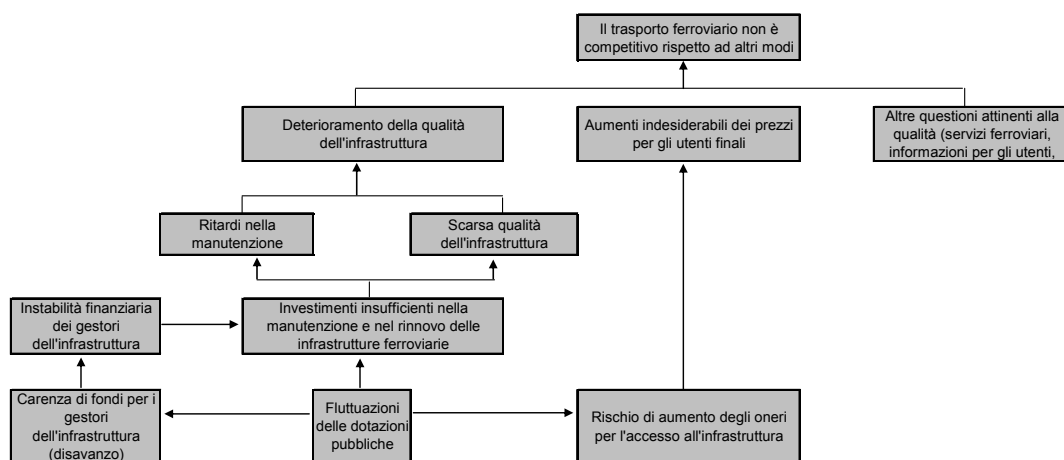 Il trasporto ferroviario non è
competitivo rispetto ad altri modi
Deterioramento della qualità
dell'infrastruttura
Aumenti indesiderabili dei prezzi
per gli utenti finali
Altre questioni attinenti alla
qualità (servizi ferroviari,
informazioni per gli utenti,
Ritardi nella
manutenzione
Scarsa qualità
dell'infrastruttura
Instabilità finanziaria
dei gestori
dell'infrastruttura
Investimenti insufficienti nella
manutenzione e nel rinnovo delle
infrastrutture ferroviarie
Carenza di fondi per i
gestori
dell'infrastruttura
(disavanzo)
Fluttuazioni
delle dotazioni
pubbliche
Rischio di aumento degli oneri
per l'accesso all'infrastruttura